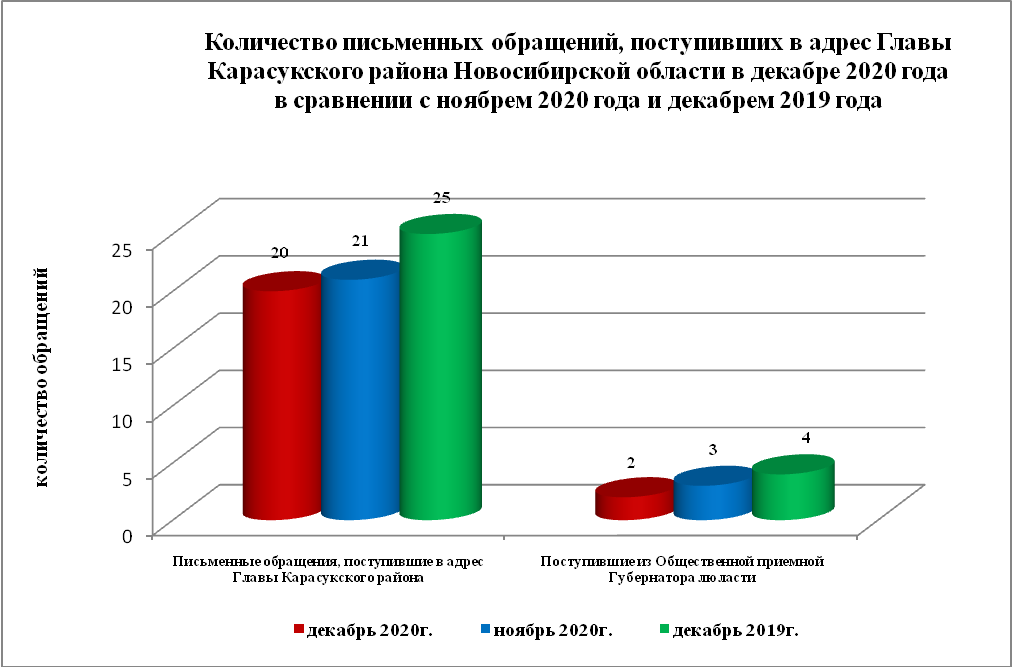 Количество письменных обращений, поступивших в адрес Главы
Карасукского района Новосибирской области в декабре 2020 года
в сравнении с ноябрем 2020 года и декабрем 2019 года
количество обращений
25
20
15
10
5
0
20
21
25
2
3
4
Письменные обращения, поступившие в адрес
Главы Карасукского района
Поступившие из Общественной приемной
Губернатора люласти
декабрь 2020г.
ноябрь 2020г.
декабрь 2019г.